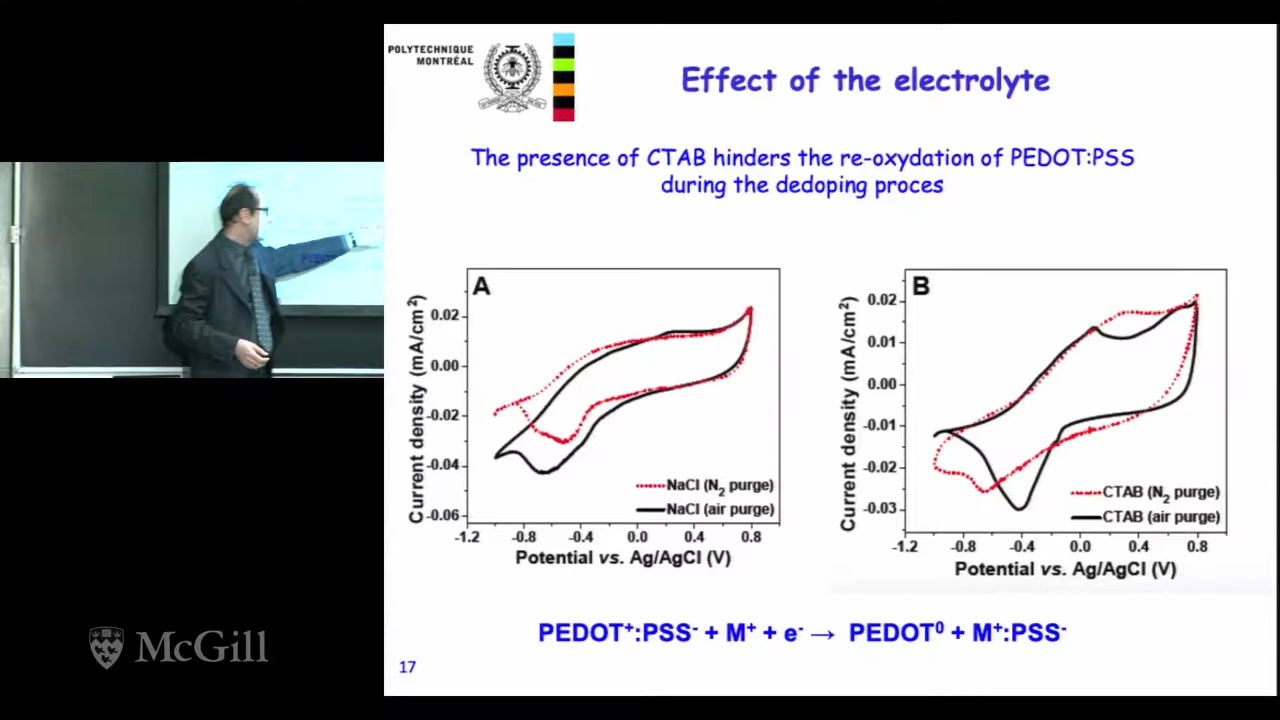 POLYTECHNIQUE
MONTRÉAL
Effect of the electrolyte
The presence of CTAB hinders the re-oxydation of PEDOT:PSS
during the dedoping proces
A
Current density (mA/cm²)
0.02
0.00
-0.02
-0.04
-0.06
NaCl (N₂ purge)
NaCl (air purge)
-1.2 -0.8 -0.4 0.0 0.4 0.8
Potential vs. Ag/AgCl (V)
B
Current density (mA/cm²)
0.02
0.01
0.00
-0.01
-0.02
-0.03
CTAB (N₂ purge)
CTAB (air purge)
-1.2 -0.8 -0.4 0.0 0.4 0.8
Potential vs. Ag/AgCl (V)
PEDOT⁺:PSS⁻ + M⁺ + e⁻ → PEDOT⁰ + M⁺:PSS⁻
17
McGill